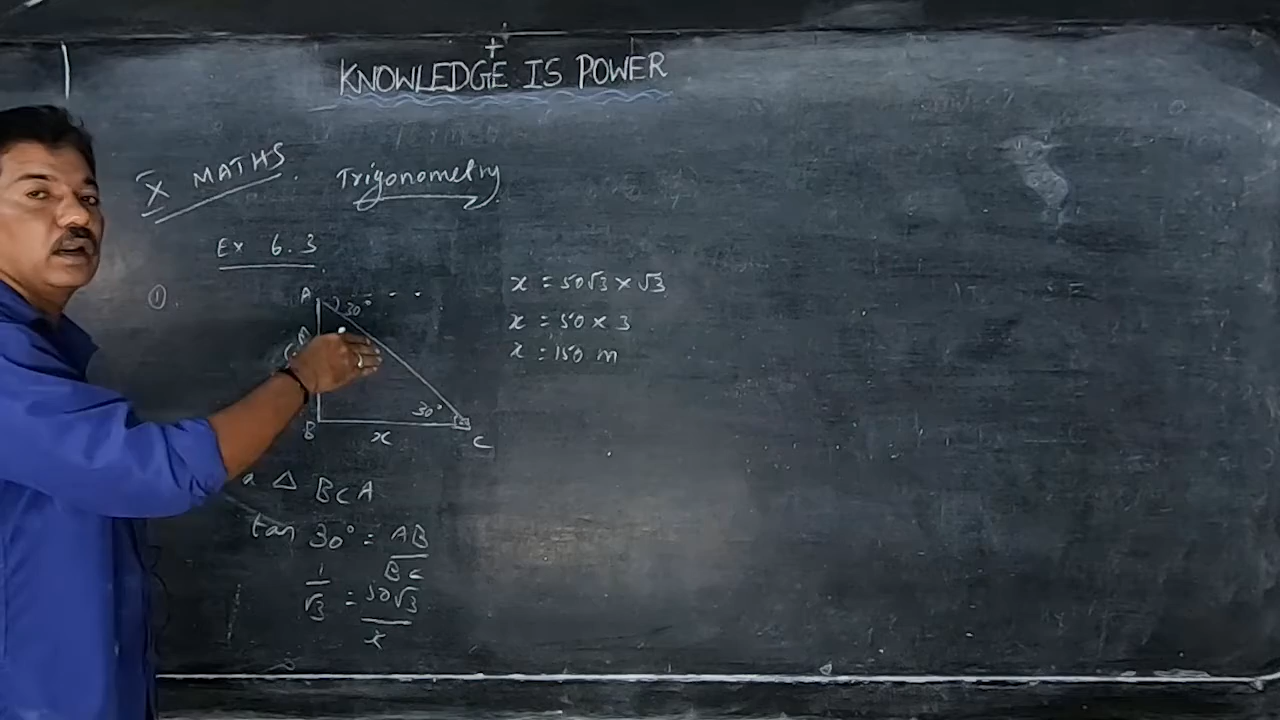 KNOWLEDGE IS POWER
X MATHS
Trigonometry
Ex 6.3
①.
A
30°
30°
B
x
C
△ BCA
tan 30° = AB/BC
1/√3 = 50√3/x
x = 50√3 × √3
x = 50 × 3
x = 150 m